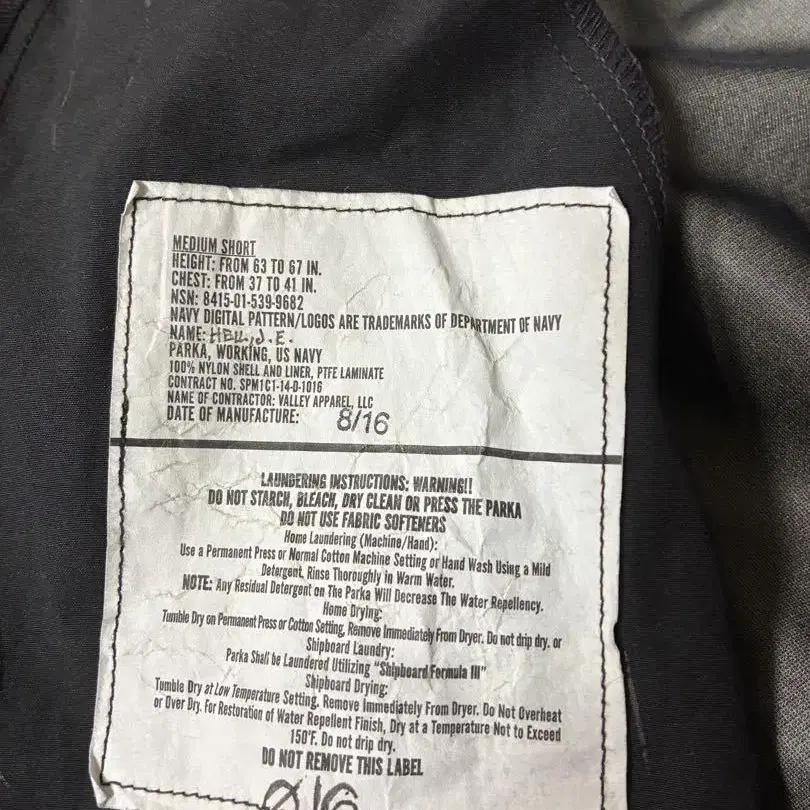 MEDIUM SHORT
HEIGHT: FROM 63 TO 67 IN.
CHEST: FROM 37 TO 41 IN.
NSN: 8415-01-539-9682
NAVY DIGITAL PATTERN/LOGOS ARE TRADEMARKS OF DEPARTMENT OF NAVY
NAME: J.E.
PARKA, WORKING, US NAVY
100% NYLON SHELL AND LINER, PTFE LAMINATE
CONTRACT NO. SPM1C1-14-D-1016
NAME OF CONTRACTOR: VALLEY APPAREL, LLC
DATE OF MANUFACTURE: 8/16
LAUNDERING INSTRUCTIONS: WARNING!!
DO NOT STARCH, BLEACH, DRY CLEAN OR PRESS THE PARKA
DO NOT USE FABRIC SOFTENERS
Home Laundering (Machine/Hand):
Use a Permanent Press or Normal Cotton Machine Setting or Hand Wash Using a Mild
Detergent. Rinse Thoroughly in Warm Water.
NOTE: Any Residual Detergent on The Parka Will Decrease The Water Repellency.
Home Drying:
Tumble Dry on Permanent Press or Cotton Setting, Remove Immediately From Dryer. Do not drip dry. or
Shipboard Laundry:
Parka Shall be Laundered Utilizing "Shipboard Formula III"
Shipboard Drying:
Tumble Dry at Low Temperature Setting. Remove Immediately From Dryer. Do Not Overheat
or Over Dry. For Restoration of Water Repellent Finish, Dry at a Temperature Not to Exceed
150°F. Do not drip dry.
DO NOT REMOVE THIS LABEL